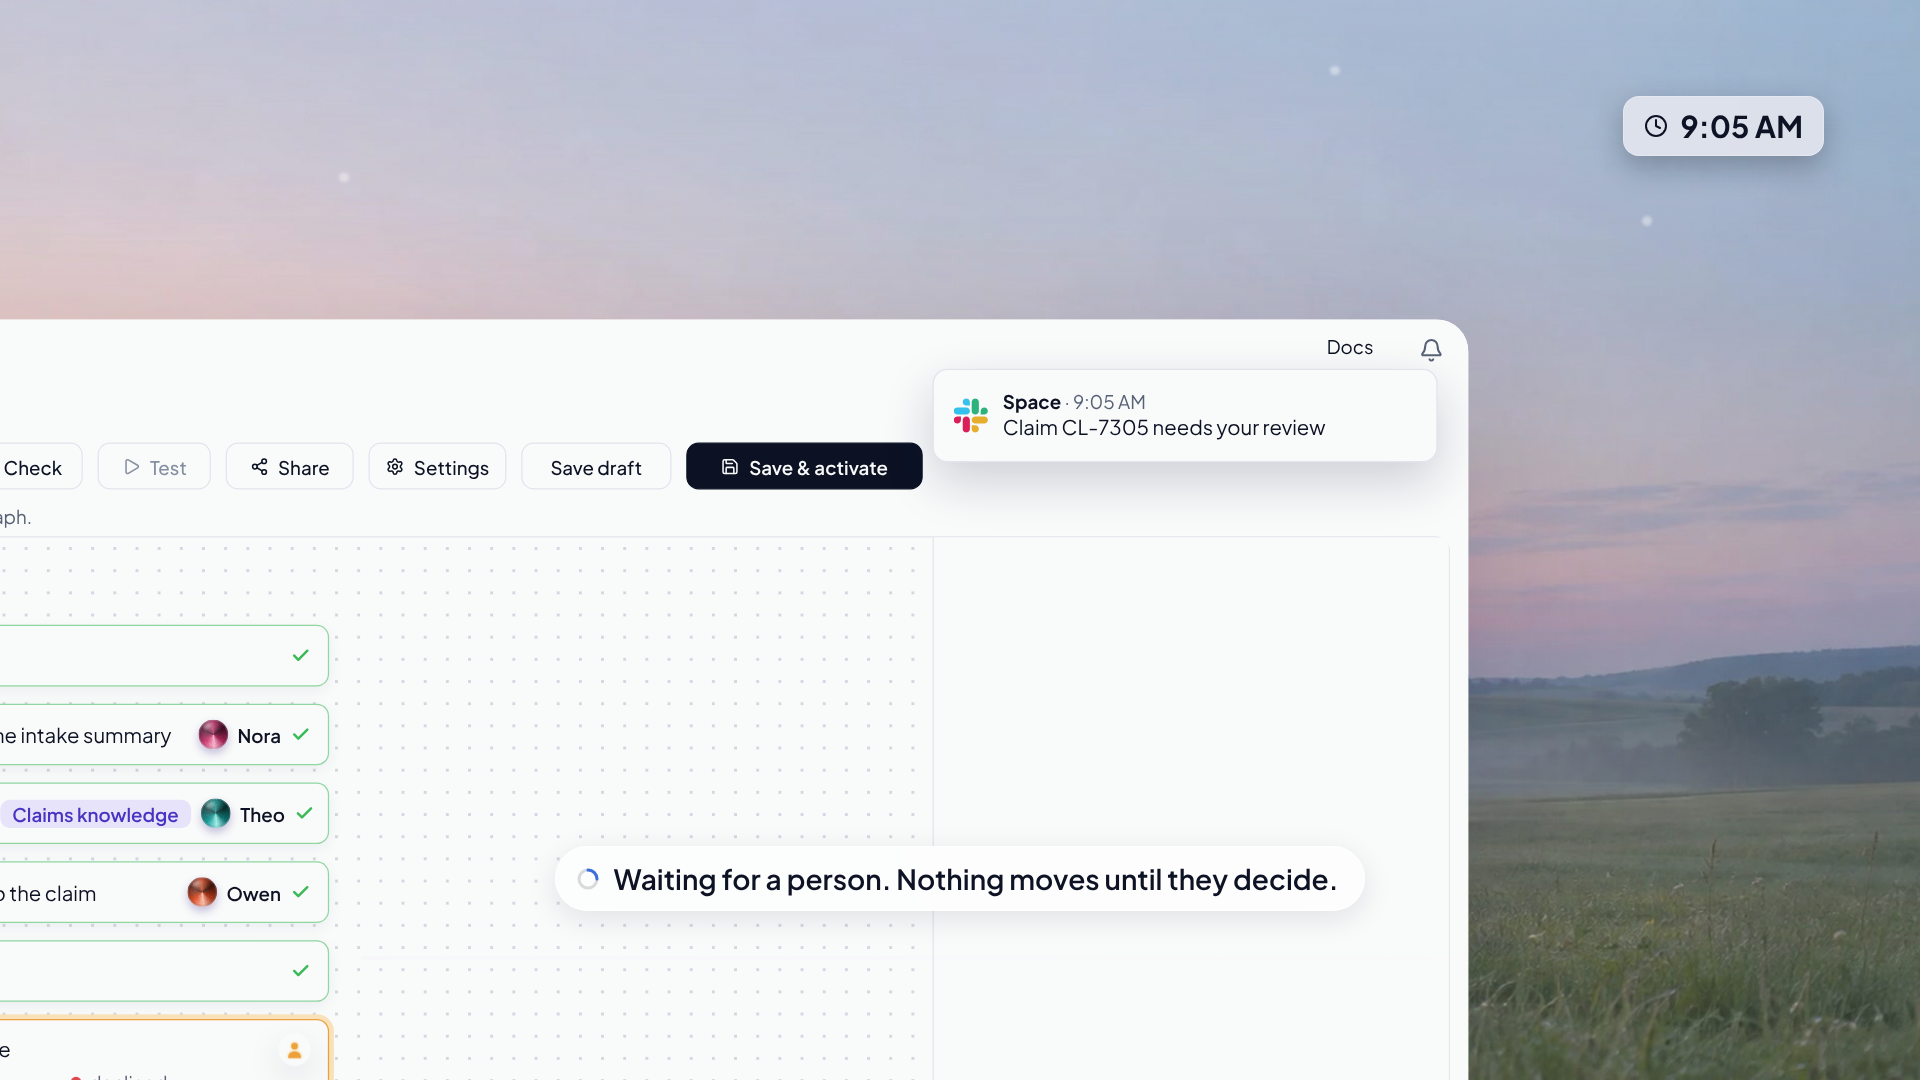 9:05 AM
Docs
Space · 9:05 AM
Claim CL-7305 needs your review
Check
Test
Share
Settings
Save draft
Save & activate
aph.
ne intake summary
Nora
Claims knowledge
Theo
Waiting for a person. Nothing moves until they decide.
o the claim
Owen
e
declined